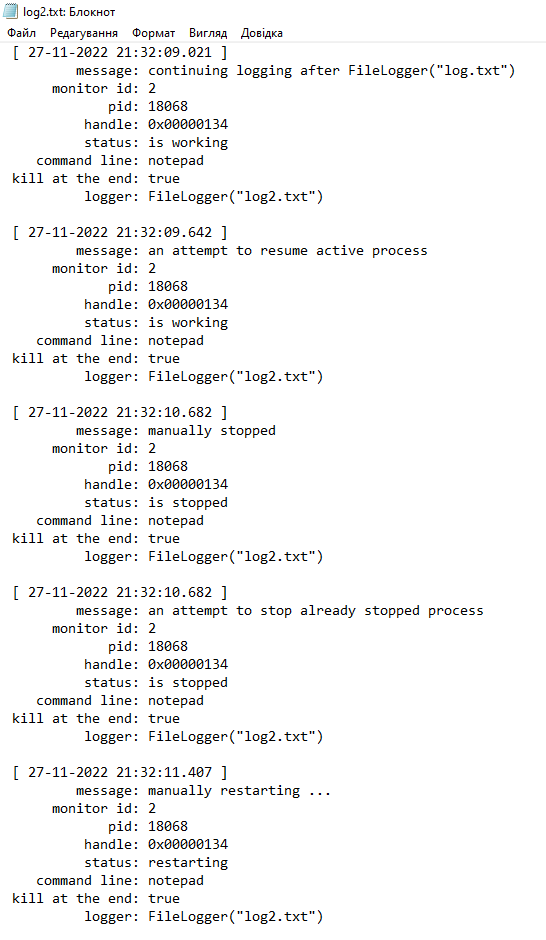 log2.txt: Блокнот
Файл Редагування Формат Вигляд Довідка
[ 27-11-2022 21:32:09.021 ]
message: continuing logging after FileLogger("log.txt")
monitor id: 2
pid: 18068
handle: 0x00000134
status: is working
command line: notepad
kill at the end: true
logger: FileLogger("log2.txt")
[ 27-11-2022 21:32:09.642 ]
message: an attempt to resume active process
monitor id: 2
pid: 18068
handle: 0x00000134
status: is working
command line: notepad
kill at the end: true
logger: FileLogger("log2.txt")
[ 27-11-2022 21:32:10.682 ]
message: manually stopped
monitor id: 2
pid: 18068
handle: 0x00000134
status: is stopped
command line: notepad
kill at the end: true
logger: FileLogger("log2.txt")
[ 27-11-2022 21:32:10.682 ]
message: an attempt to stop already stopped process
monitor id: 2
pid: 18068
handle: 0x00000134
status: is stopped
command line: notepad
kill at the end: true
logger: FileLogger("log2.txt")
[ 27-11-2022 21:32:11.407 ]
message: manually restarting ...
monitor id: 2
pid: 18068
handle: 0x00000134
status: restarting
command line: notepad
kill at the end: true
logger: FileLogger("log2.txt")